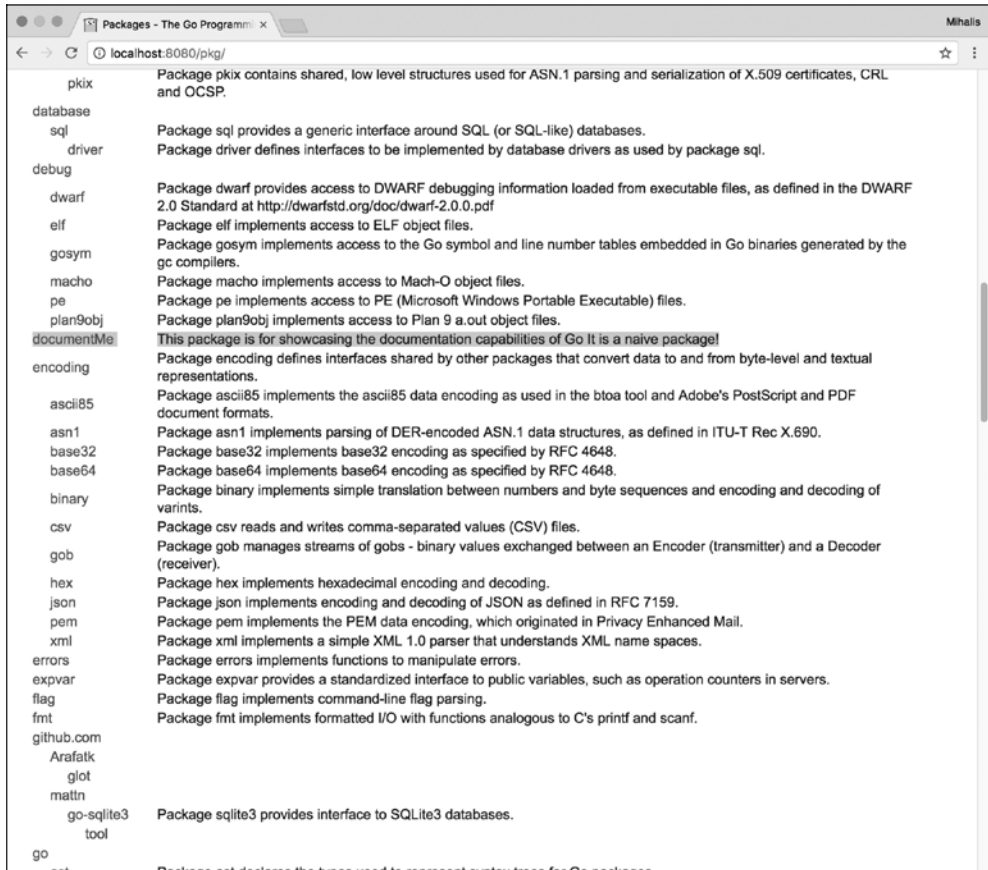 Packages - The Go Programmi
Mihalis
localhost:8080/pkg/
pkix Package pkix contains shared, low level structures used for ASN.1 parsing and serialization of X.509 certificates, CRL
and OCSP.
database
sql Package sql provides a generic interface around SQL (or SQL-like) databases.
driver Package driver defines interfaces to be implemented by database drivers as used by package sql.
debug
dwarf Package dwarf provides access to DWARF debugging information loaded from executable files, as defined in the DWARF
2.0 Standard at http://dwarfstd.org/doc/dwarf-2.0.0.pdf
elf Package elf implements access to ELF object files.
gosym Package gosym implements access to the Go symbol and line number tables embedded in Go binaries generated by the
gc compilers.
macho Package macho implements access to Mach-O object files.
pe Package pe implements access to PE (Microsoft Windows Portable Executable) files.
plan9obj Package plan9obj implements access to Plan 9 a.out object files.
documentMe This package is for showcasing the documentation capabilities of Go It is a naive package!
encoding Package encoding defines interfaces shared by other packages that convert data to and from byte-level and textual
representations.
ascii85 Package ascii85 implements the ascii85 data encoding as used in the btoa tool and Adobe's PostScript and PDF
document formats.
asn1 Package asn1 implements parsing of DER-encoded ASN.1 data structures, as defined in ITU-T Rec X.690.
base32 Package base32 implements base32 encoding as specified by RFC 4648.
base64 Package base64 implements base64 encoding as specified by RFC 4648.
binary Package binary implements simple translation between numbers and byte sequences and encoding and decoding of
varints.
csv Package csv reads and writes comma-separated values (CSV) files.
gob Package gob manages streams of gobs - binary values exchanged between an Encoder (transmitter) and a Decoder
(receiver).
hex Package hex implements hexadecimal encoding and decoding.
json Package json implements encoding and decoding of JSON as defined in RFC 7159.
pem Package pem implements the PEM data encoding, which originated in Privacy Enhanced Mail.
xml Package xml implements a simple XML 1.0 parser that understands XML name spaces.
errors Package errors implements functions to manipulate errors.
expvar Package expvar provides a standardized interface to public variables, such as operation counters in servers.
flag Package flag implements command-line flag parsing.
fmt Package fmt implements formatted I/O with functions analogous to C's printf and scanf.
github.com
Arafatk
glot
mattn
go-sqlite3 Package sqlite3 provides interface to SQLite3 databases.
tool
go